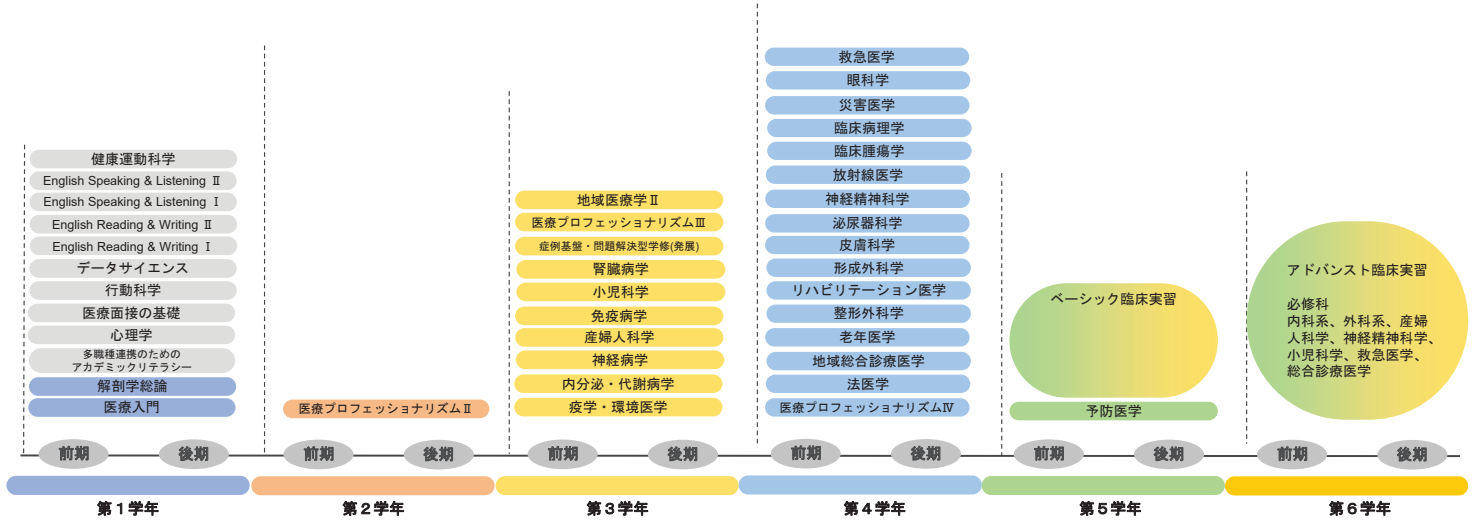 健康運動科学
English Speaking & Listening Ⅱ
English Speaking & Listening Ⅰ
English Reading & Writing Ⅱ
English Reading & Writing Ⅰ
データサイエンス
行動科学
医療面接の基礎
心理学
多職種連携のための
アカデミックリテラシー
解剖学総論
医療入門
医療プロフェッショナリズムⅡ
地域医療学Ⅱ
医療プロフェッショナリズムⅢ
症例基盤・問題解決型学修(発展)
腎臓病学
小児科学
免疫病学
産婦人科学
神経病学
内分泌・代謝病学
疫学・環境医学
救急医学
眼科学
災害医学
臨床病理学
臨床腫瘍学
放射線医学
神経精神科学
泌尿器科学
皮膚科学
形成外科学
リハビリテーション医学
整形外科学
老年医学
地域総合診療医学
法医学
医療プロフェッショナリズムⅣ
ベーシック臨床実習
予防医学
アドバンスト臨床実習
必修科
内科系、外科系、産婦
人科学、神経精神科学、
小児科学、救急医学、
総合診療医学
前期 後期 前期 後期 前期 後期 前期 後期 前期 後期 前期 後期
第1学年 第2学年 第3学年 第4学年 第5学年 第6学年